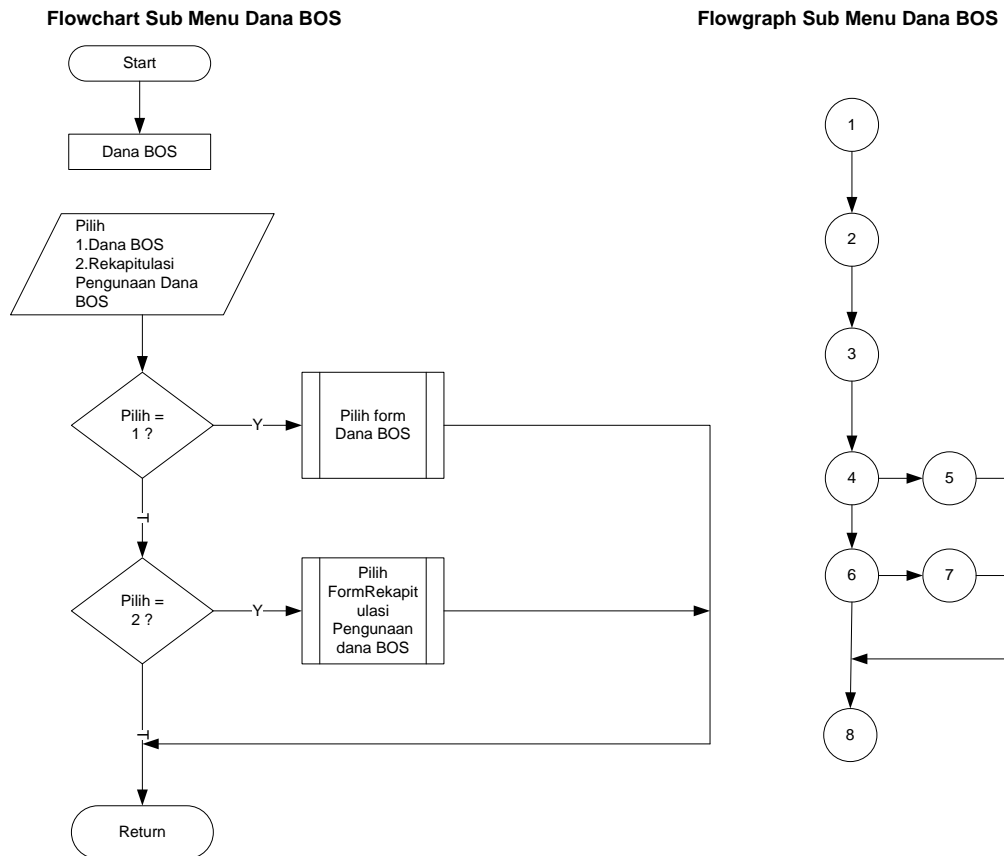 Flowchart Sub Menu Dana BOS
Start
Dana BOS
Pilih
1.Dana BOS
2.Rekapitulasi
Pengunaan Dana
BOS
Pilih =
1 ?
Y
Pilih form
Dana BOS
T
Pilih =
2 ?
Y
Pilih
FormRekapit
ulasi
Pengunaan
dana BOS
T
Return
Flowgraph Sub Menu Dana BOS
1
2
3
4
5
6
7
8